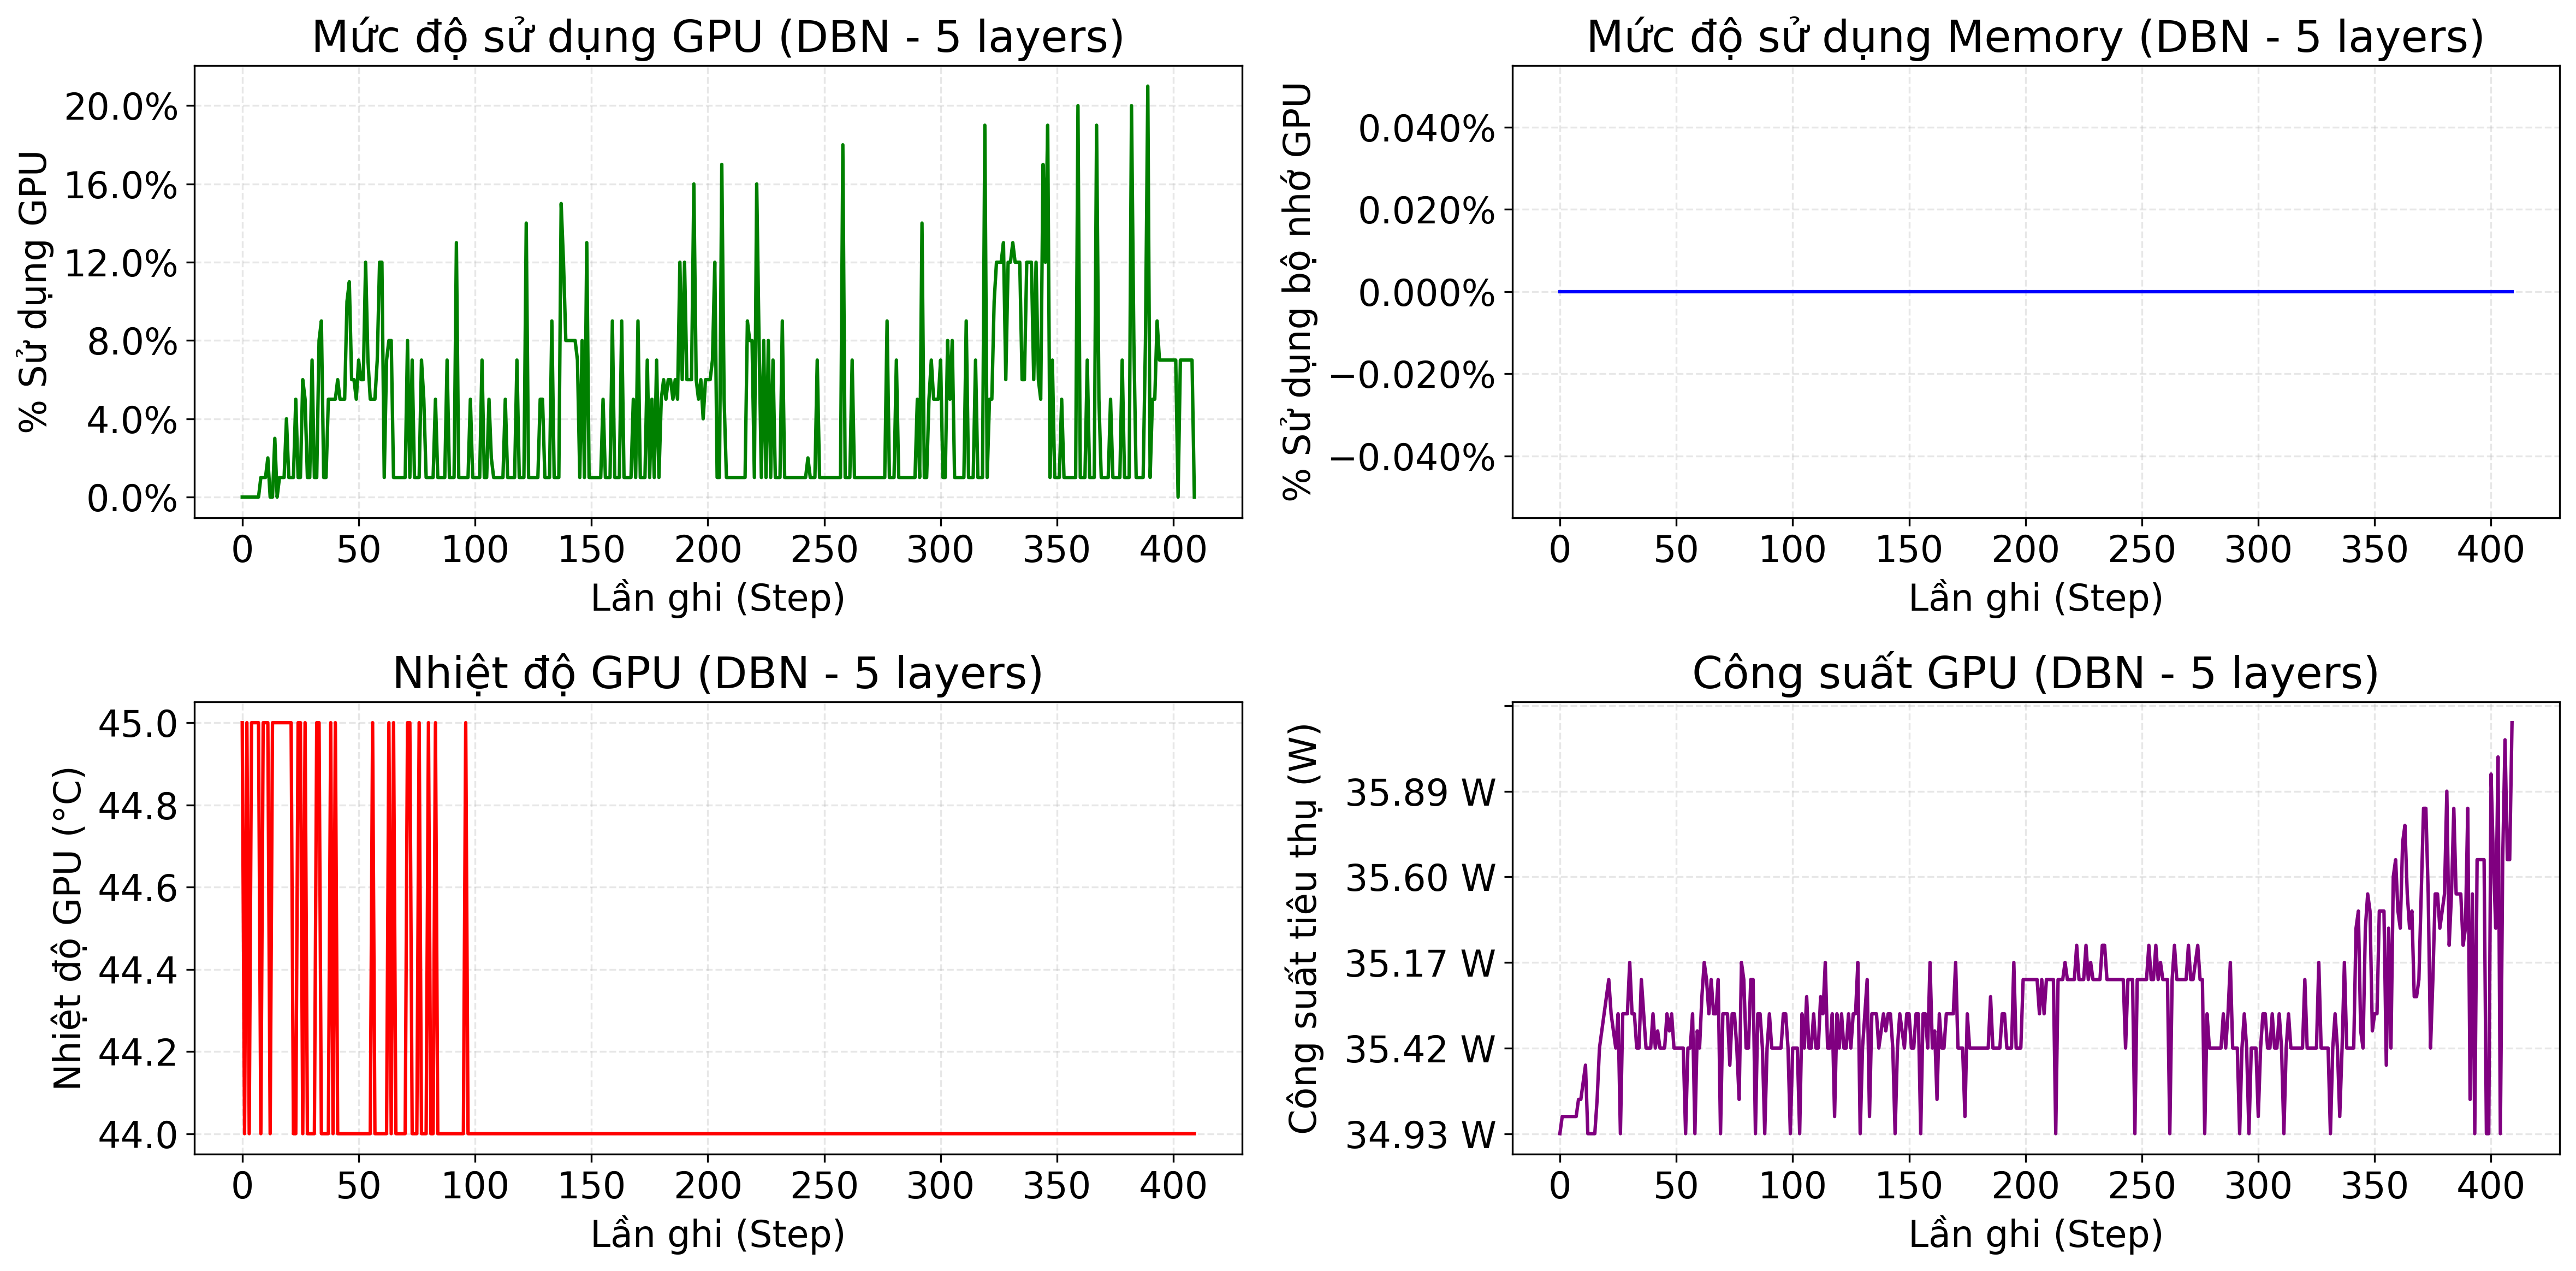 Mức độ sử dụng GPU (DBN - 5 layers)
% Sử dụng GPU
20.0%
16.0%
12.0%
8.0%
4.0%
0.0%
0 50 100 150 200 250 300 350 400
Lần ghi (Step)
Mức độ sử dụng Memory (DBN - 5 layers)
% Sử dụng bộ nhớ GPU
0.040%
0.020%
0.000%
−0.020%
−0.040%
0 50 100 150 200 250 300 350 400
Lần ghi (Step)
Nhiệt độ GPU (DBN - 5 layers)
Nhiệt độ GPU (°C)
45.0
44.8
44.6
44.4
44.2
44.0
0 50 100 150 200 250 300 350 400
Lần ghi (Step)
Công suất GPU (DBN - 5 layers)
Công suất tiêu thụ (W)
35.89 W
35.60 W
35.17 W
35.42 W
34.93 W
0 50 100 150 200 250 300 350 400
Lần ghi (Step)